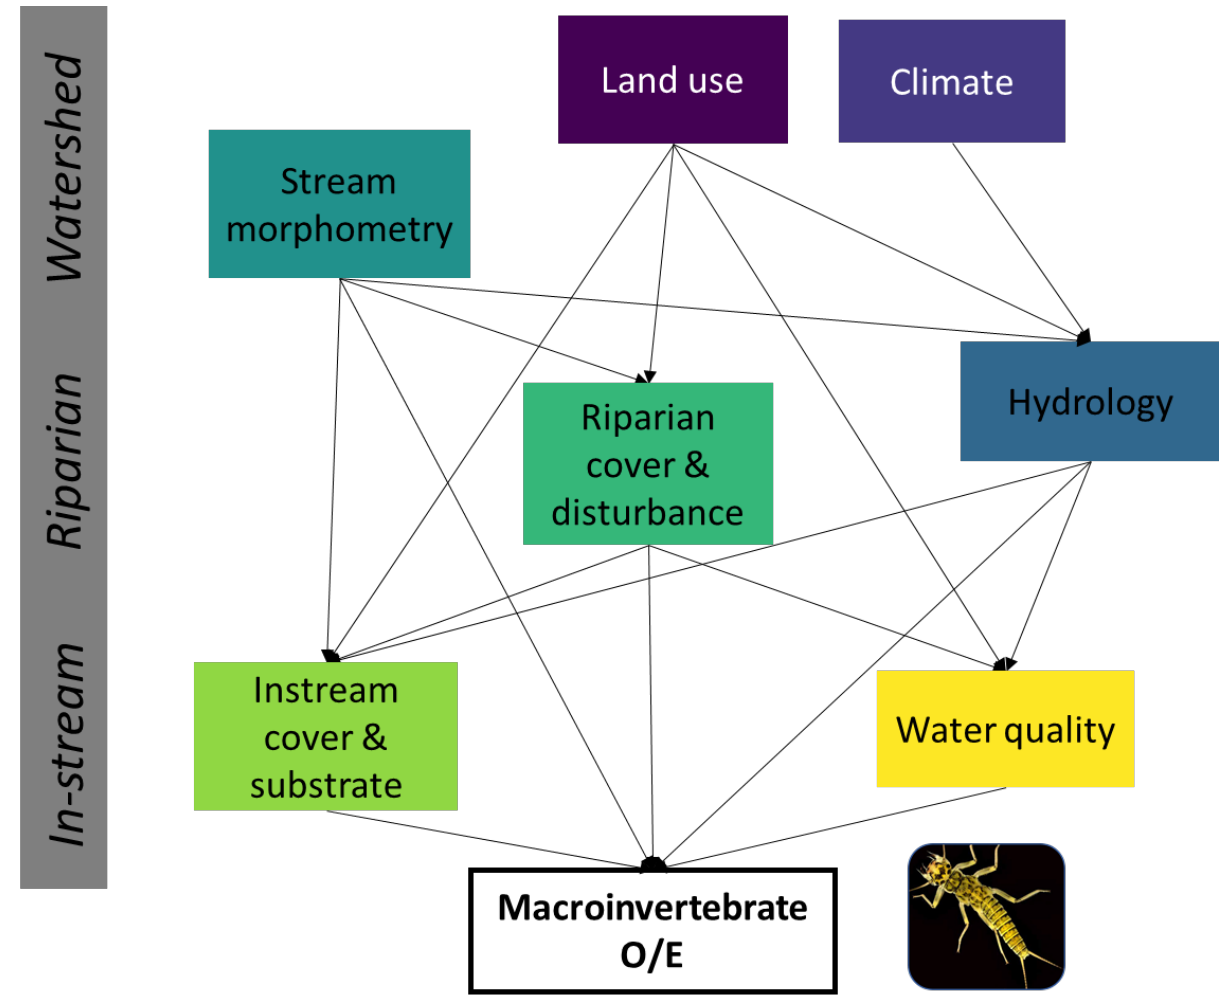 Watershed
Riparian
In-stream
Land use
Climate
Stream
morphometry
Hydrology
Riparian
cover &
disturbance
Instream
cover &
substrate
Water quality
Macroinvertebrate
O/E